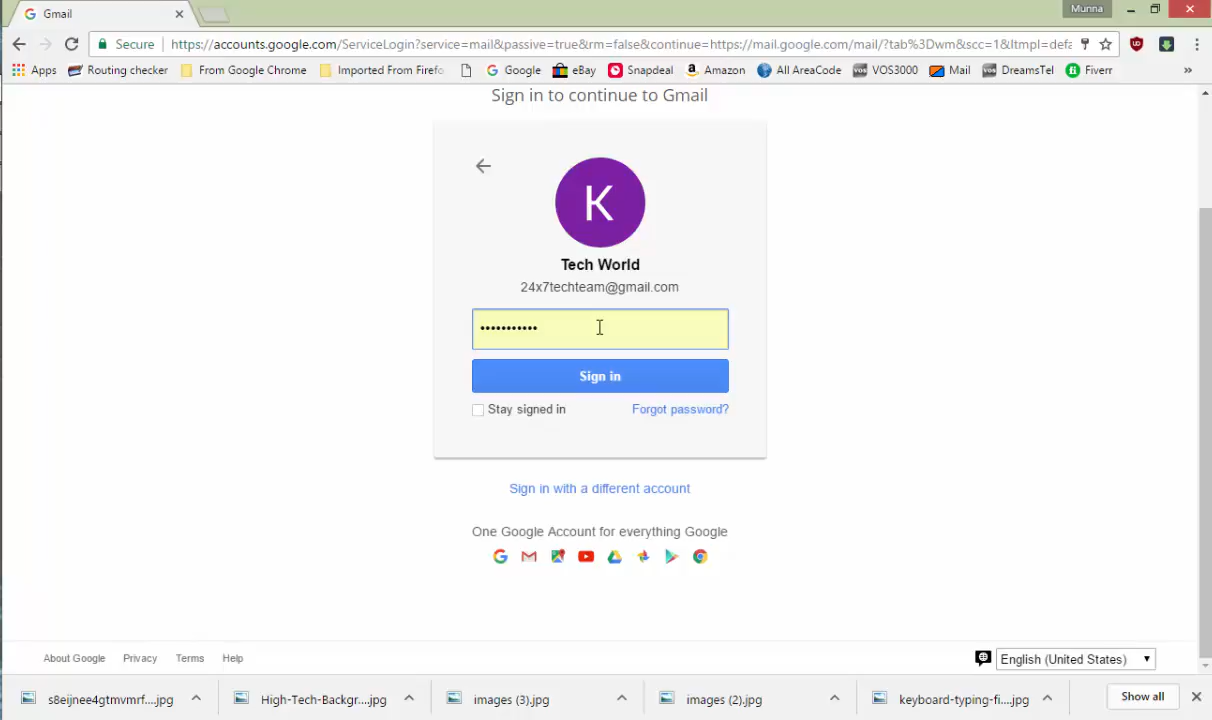 Gmail
Munna
Secure https://accounts.google.com/ServiceLogin?service=mail&passive=true&rm=false&continue=https://mail.google.com/mail/?tab%3Dwm&scc=1&ltmpl=defa
Apps Routing checker From Google Chrome Imported From Firefo Google eBay Snapdeal Amazon All AreaCode VOS3000 Mail DreamsTel Fiverr »
Sign in to continue to Gmail
K
Tech World
24x7techteam@gmail.com
•••••••••••
Sign in
Stay signed in Forgot password?
Sign in with a different account
One Google Account for everything Google
About Google Privacy Terms Help English (United States)
s8eijnee4gtmvmrf....jpg High-Tech-Backgr....jpg images (3).jpg images (2).jpg keyboard-typing-fi....jpg Show all